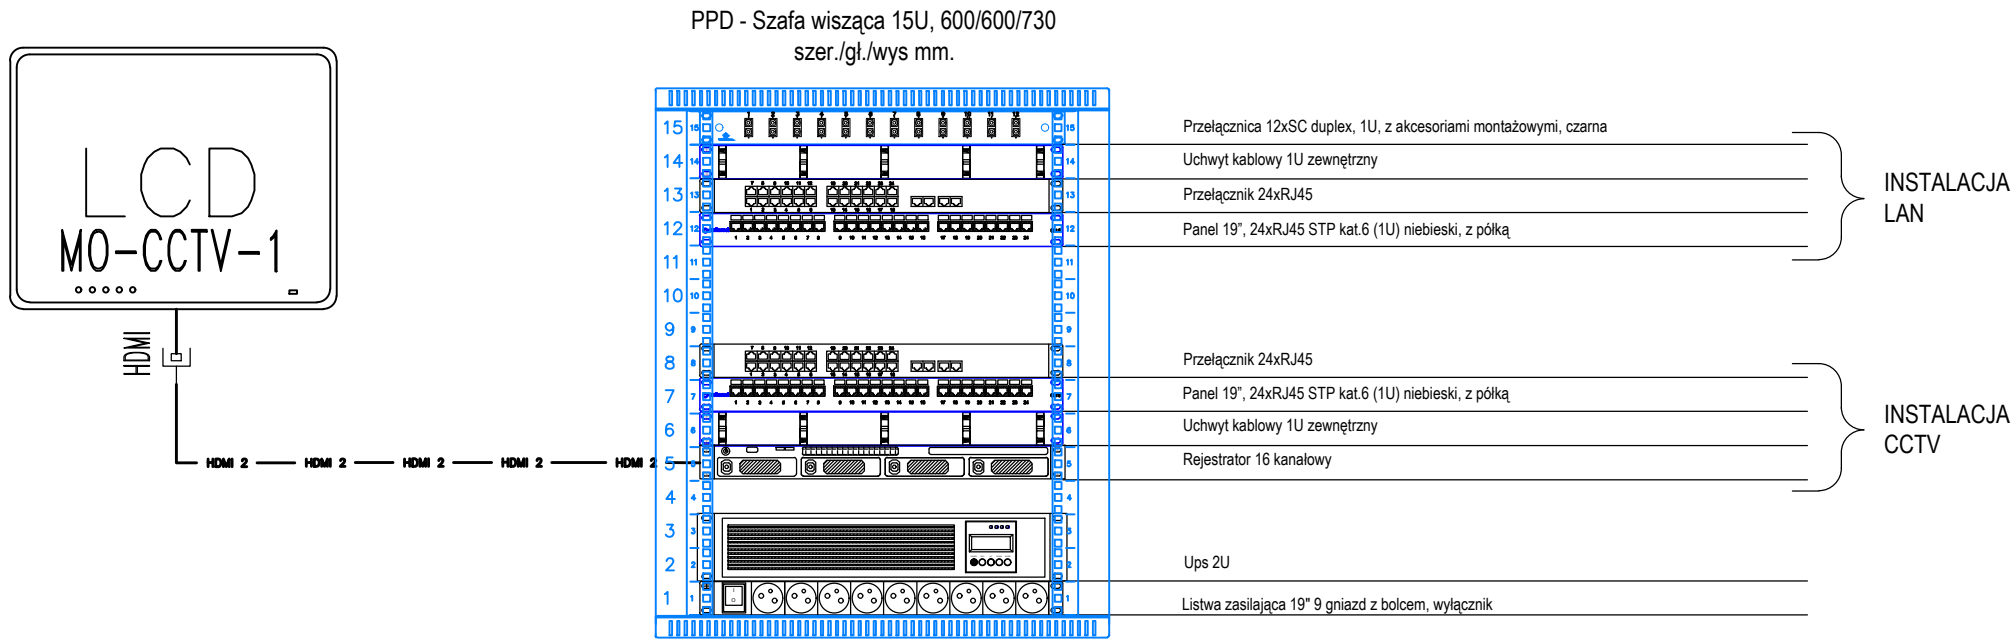 PPD - Szafa wisząca 15U, 600/600/730
szer./gł./wys mm.
LCD
MO-CCTV-1
HDMI
HDMI 2 HDMI 2 HDMI 2 HDMI 2 HDMI 2
15
14
13
12
11
10
9
8
7
6
5
4
3
2
1
Przełącznica 12xSC duplex, 1U, z akcesoriami montażowymi, czarna
Uchwyt kablowy 1U zewnętrzny
Przełącznik 24xRJ45
Panel 19", 24xRJ45 STP kat.6 (1U) niebieski, z półką
INSTALACJA
LAN
Przełącznik 24xRJ45
Panel 19", 24xRJ45 STP kat.6 (1U) niebieski, z półką
Uchwyt kablowy 1U zewnętrzny
Rejestrator 16 kanałowy
INSTALACJA
CCTV
Ups 2U
Listwa zasilająca 19" 9 gniazd z bolcem, wyłącznik